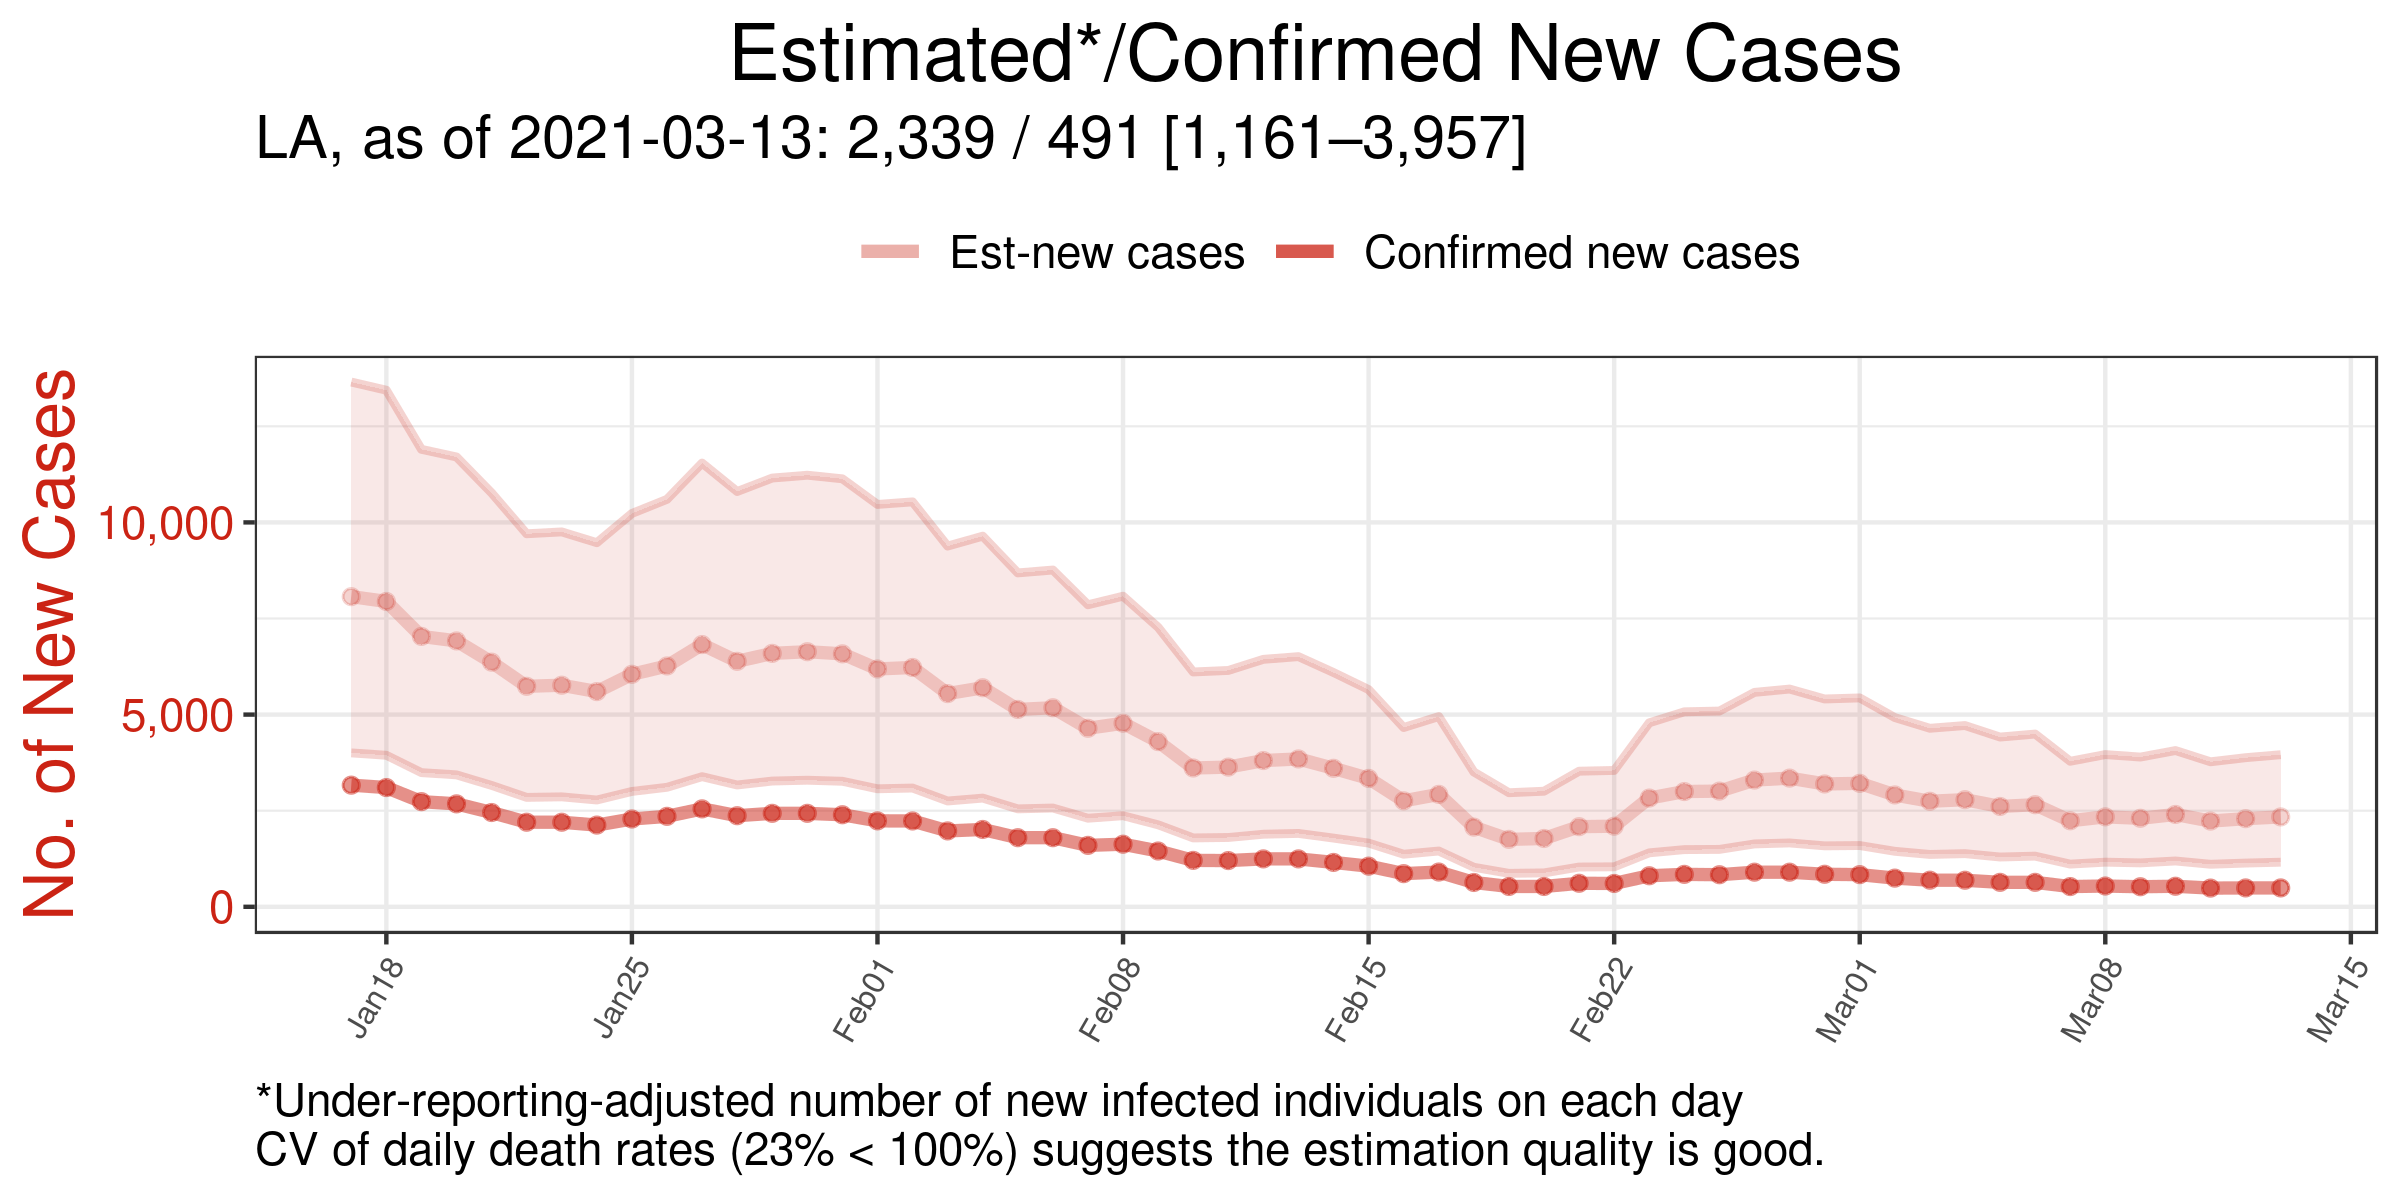 Estimated*/Confirmed New Cases
LA, as of 2021-03-13: 2,339 / 491 [1,161–3,957]
Est-new cases
Confirmed new cases
No. of New Cases
10,000
5,000
0
Jan18
Jan25
Feb01
Feb08
Feb15
Feb22
Mar01
Mar08
Mar15
*Under-reporting-adjusted number of new infected individuals on each day
CV of daily death rates (23% < 100%) suggests the estimation quality is good.